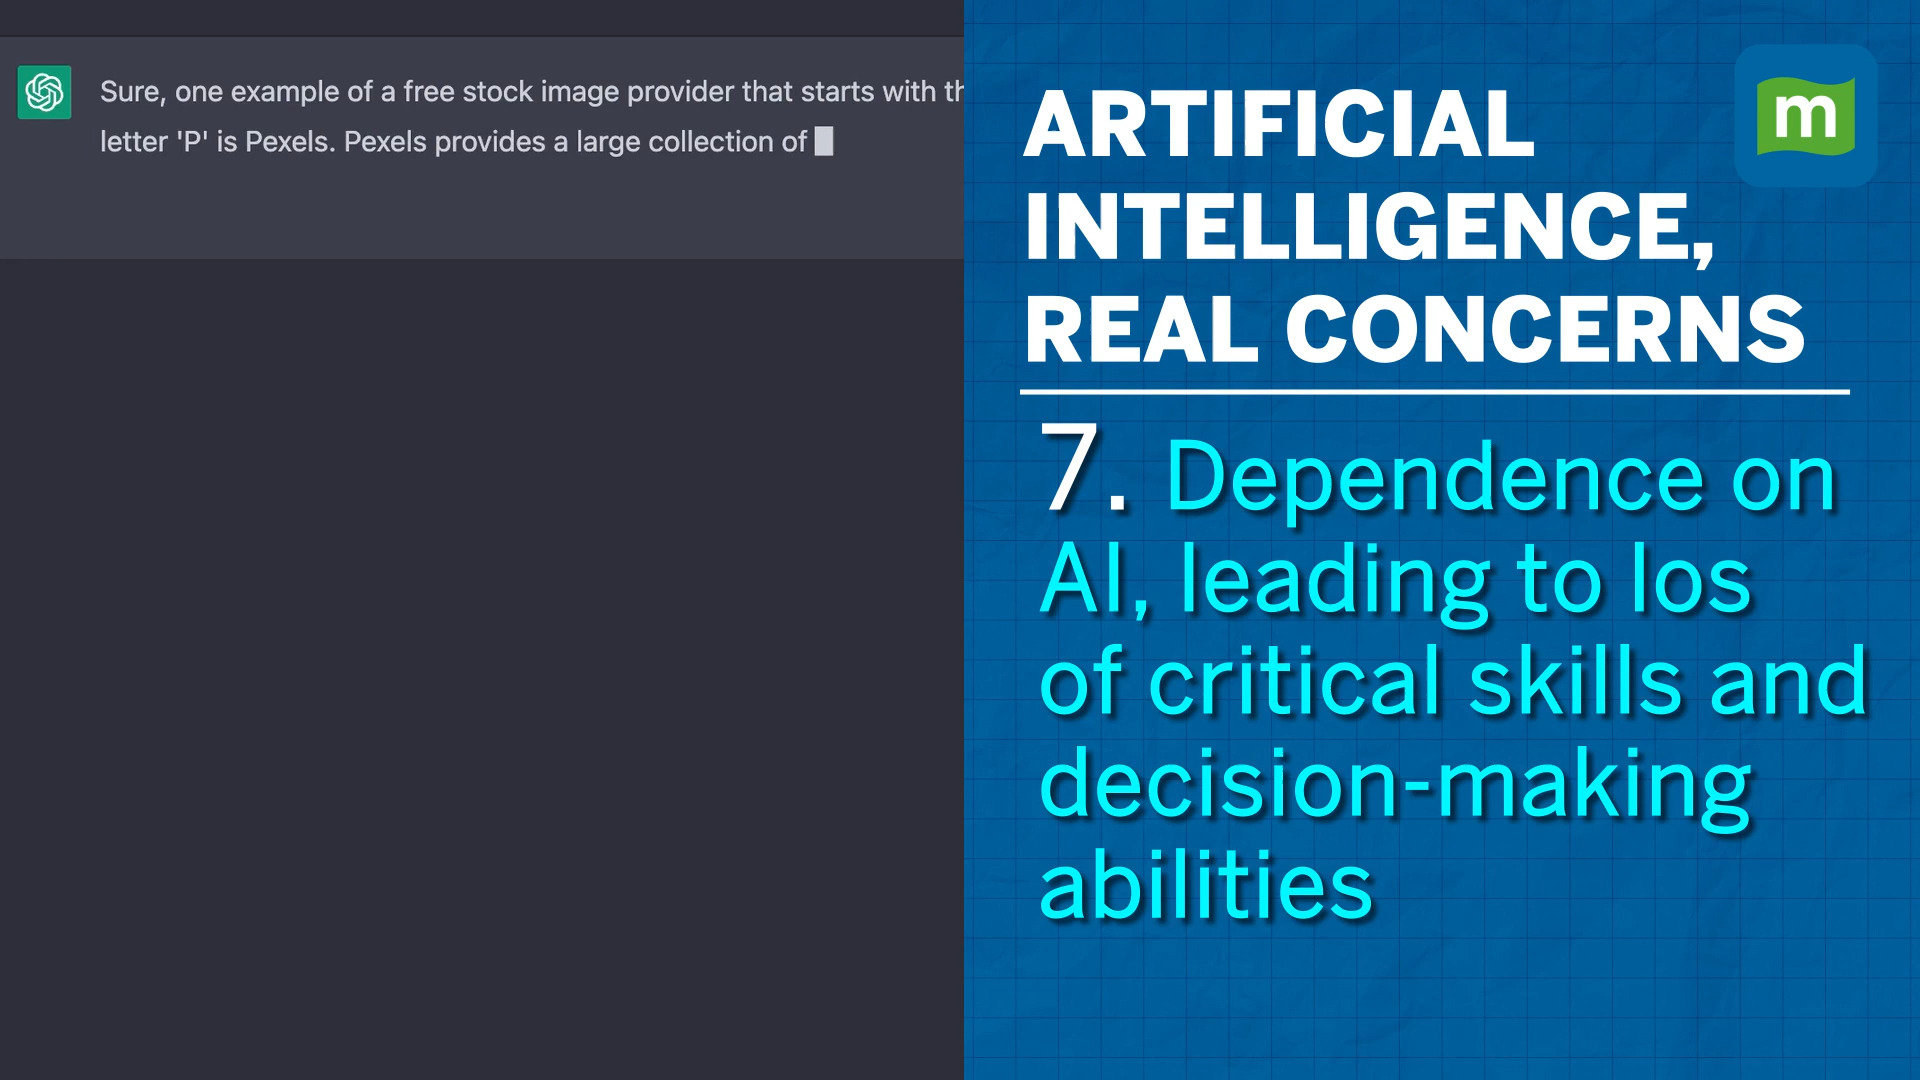 Sure, one example of a free stock image provider that starts with th
letter 'P' is Pexels. Pexels provides a large collection of
m
ARTIFICIAL
INTELLIGENCE,
REAL CONCERNS
7. Dependence on
AI, leading to los
of critical skills and
decision-making
abilities